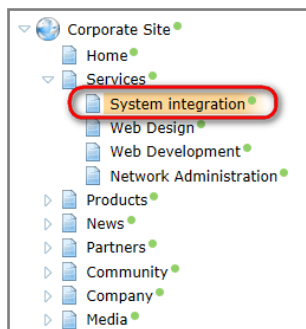 Corporate Site
Home
Services
System integration
Web Design
Web Development
Network Administration
Products
News
Partners
Community
Company
Media